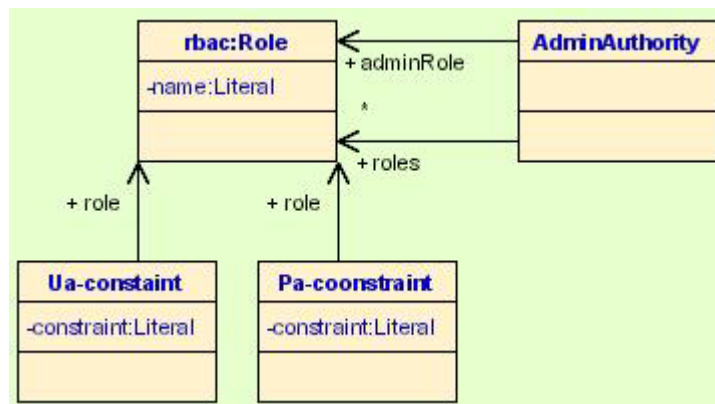 rbac:Role
AdminAuthority
-name:Literal
+ adminRole
*
+ roles
+ role
+ role
Ua-constaint
Pa-coonstraint
-constraint:Literal
-constraint:Literal